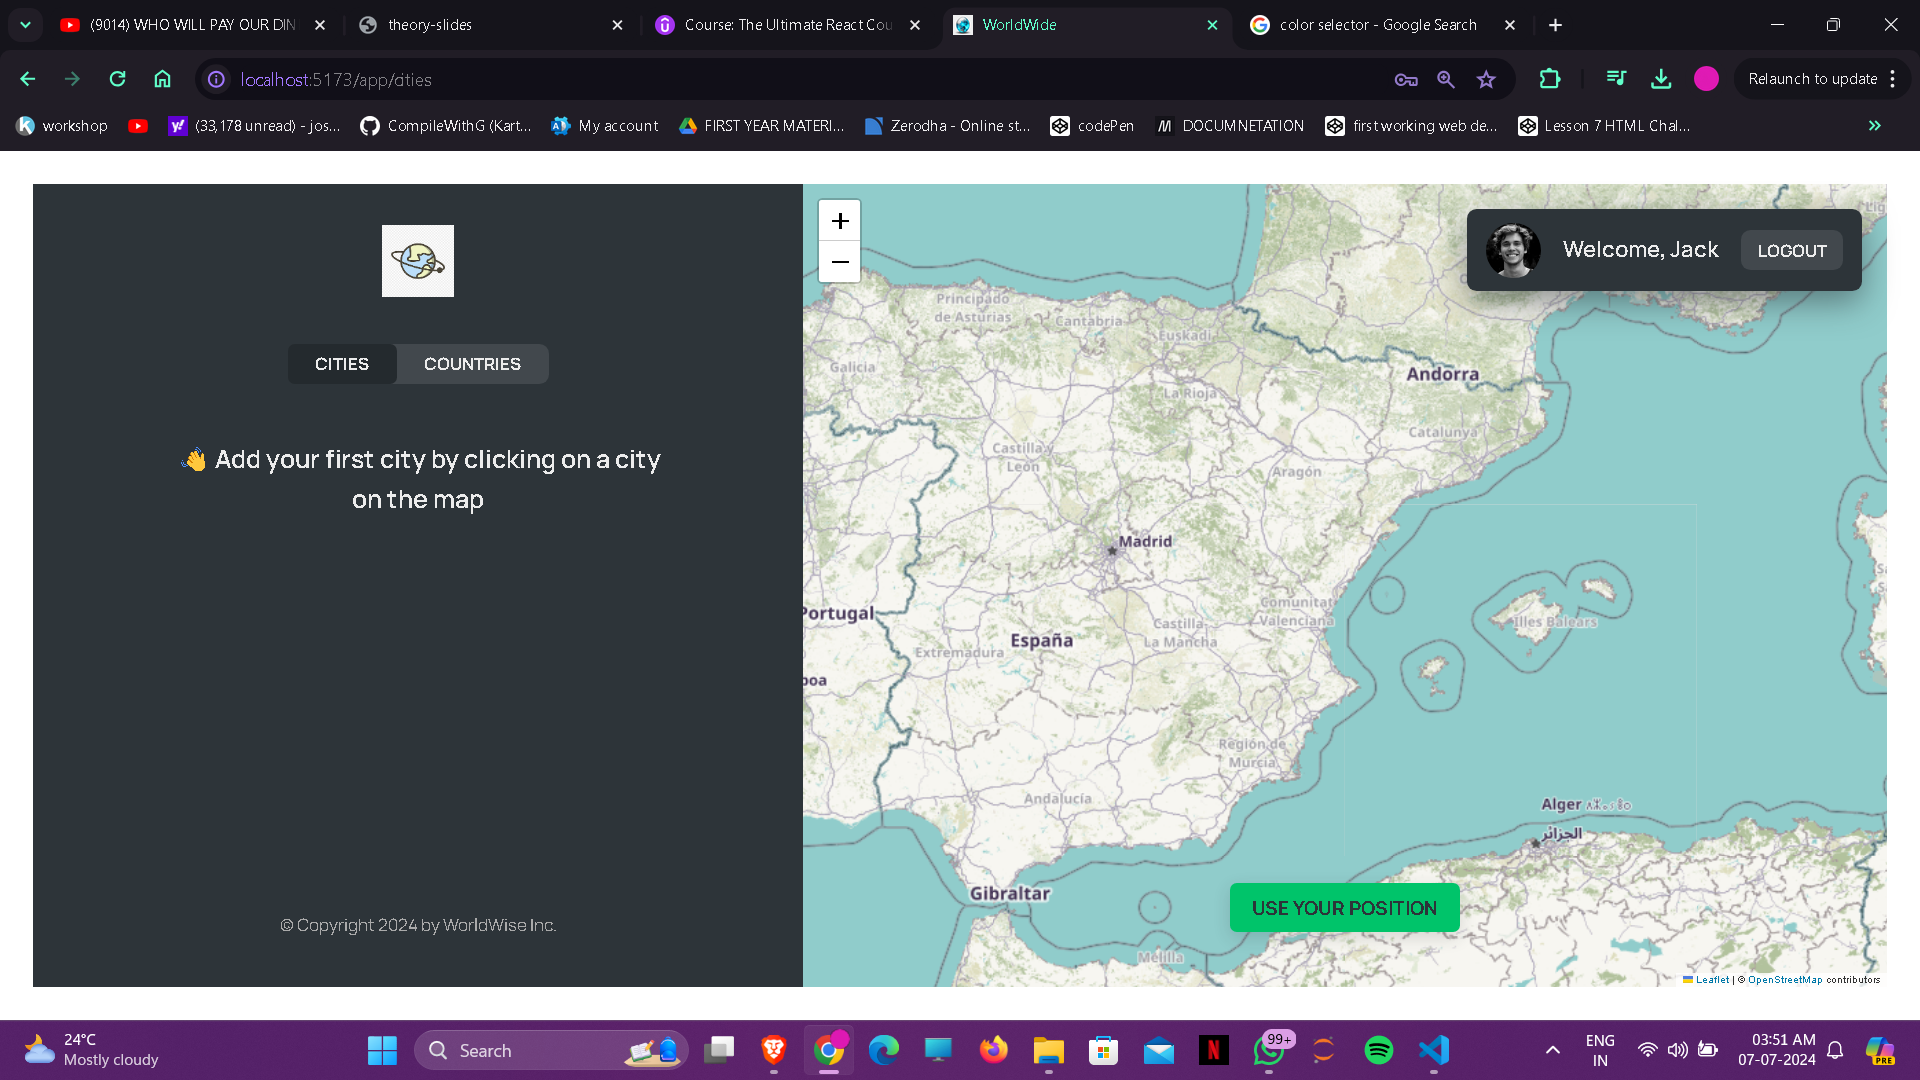 (9014) WHO WILL PAY OUR DIN
theory-slides
Course: The Ultimate React Cou
WorldWide
color selector - Google Search
localhost:5173/app/cities
Relaunch to update
workshop
(33,178 unread) - jos...
CompileWithG (Kart...
My account
FIRST YEAR MATERI...
Zerodha - Online st...
codePen
DOCUMNETATION
first working web de...
Lesson 7 HTML Chal...
CITIES
COUNTRIES
👋 Add your first city by clicking on a city
on the map
© Copyright 2024 by WorldWise Inc.
+
−
Welcome, Jack
LOGOUT
Principado
de Asturias
Cantabria
Euskadi
Galicia
La Rioja
Andorra
Castilla y
León
Catalunya
Aragón
Madrid
Portugal
Comunitat
Valenciana
España
Castilla-
La Mancha
Extremadura
Illes Balears
boa
Región de
Murcia
Andalucía
Alger
الجزائر
Gibraltar
Melilla
USE YOUR POSITION
Leaflet | © OpenStreetMap contributors
24°C
Mostly cloudy
Search
99+
ENG
IN
03:51 AM
07-07-2024
PRE